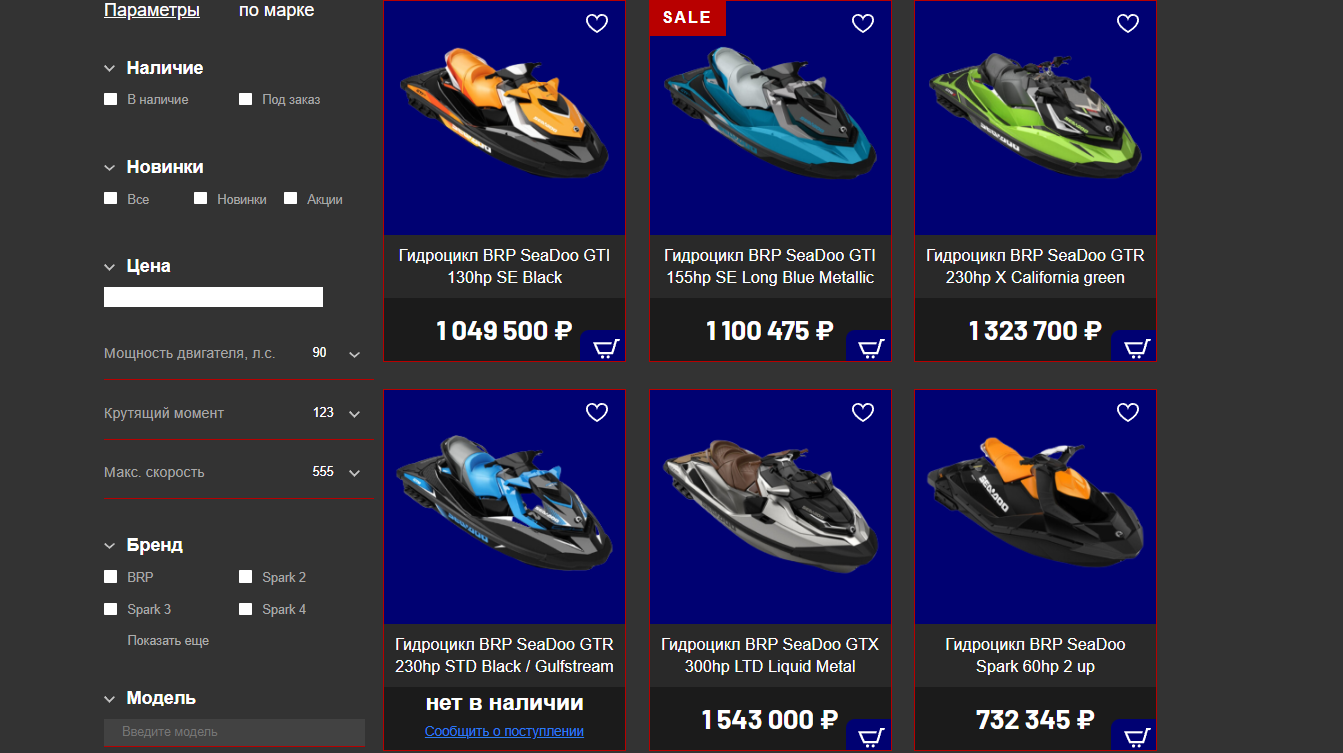 Параметры
по марке
Наличие
В наличие
Под заказ
Новинки
Все
Новинки
Акции
Цена
Мощность двигателя, л.с.
90
Крутящий момент
123
Макс. скорость
555
Бренд
BRP
Spark 2
Spark 3
Spark 4
Показать еще
Модель
Введите модель
Гидроцикл BRP SeaDoo GTI
130hp SE Black
1 049 500 ₽
SALE
Гидроцикл BRP SeaDoo GTI
155hp SE Long Blue Metallic
1 100 475 ₽
Гидроцикл BRP SeaDoo GTR
230hp X California green
1 323 700 ₽
Гидроцикл BRP SeaDoo GTR
230hp STD Black / Gulfstream
нет в наличии
Сообщить о поступлении
Гидроцикл BRP SeaDoo GTX
300hp LTD Liquid Metal
1 543 000 ₽
SEADOO
Гидроцикл BRP SeaDoo
Spark 60hp 2 up
732 345 ₽